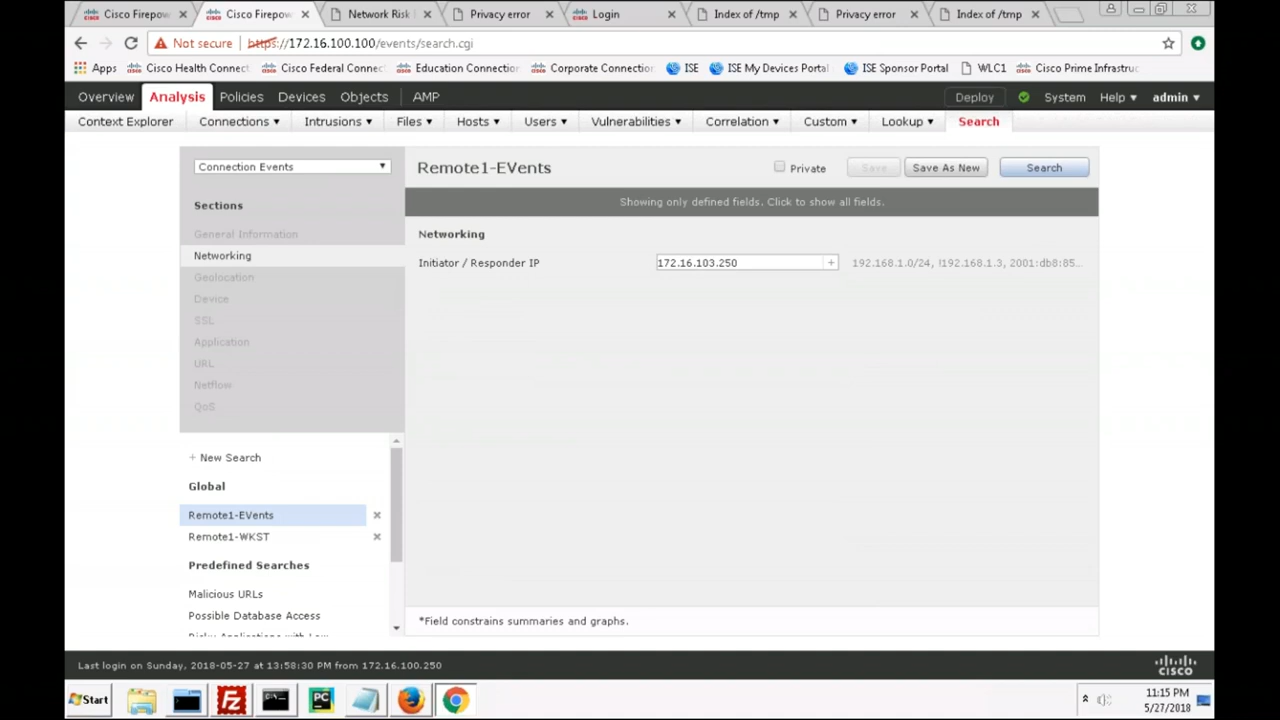 Cisco Firepow
Cisco Firepow
Network Risk
Privacy error
Login
Index of /tmp
Privacy error
Index of /tmp
Not secure | https://172.16.100.100/events/search.cgi
Apps
Cisco Health Connect
Cisco Federal Connec
Education Connection
Corporate Connection
ISE
ISE My Devices Portal
ISE Sponsor Portal
WLC1
Cisco Prime Infrastruc
Overview
Analysis
Policies
Devices
Objects
AMP
Deploy
System
Help
admin
Context Explorer
Connections
Intrusions
Files
Hosts
Users
Vulnerabilities
Correlation
Custom
Lookup
Search
Connection Events
Sections
General Information
Networking
Geolocation
Device
SSL
Application
URL
Netflow
QoS
+ New Search
Global
Remote1-EVents
Remote1-WKST
Predefined Searches
Malicious URLs
Possible Database Access
Risky Applications with Low
Remote1-EVents
Private
Save
Save As New
Search
Showing only defined fields. Click to show all fields.
Networking
Initiator / Responder IP
172.16.103.250
+
192.168.1.0/24, !192.168.1.3, 2001:db8:85...
*Field constrains summaries and graphs.
Last login on Sunday, 2018-05-27 at 13:58:30 PM from 172.16.100.250
CISCO
Start
FZ
PC
11:15 PM
5/27/2018